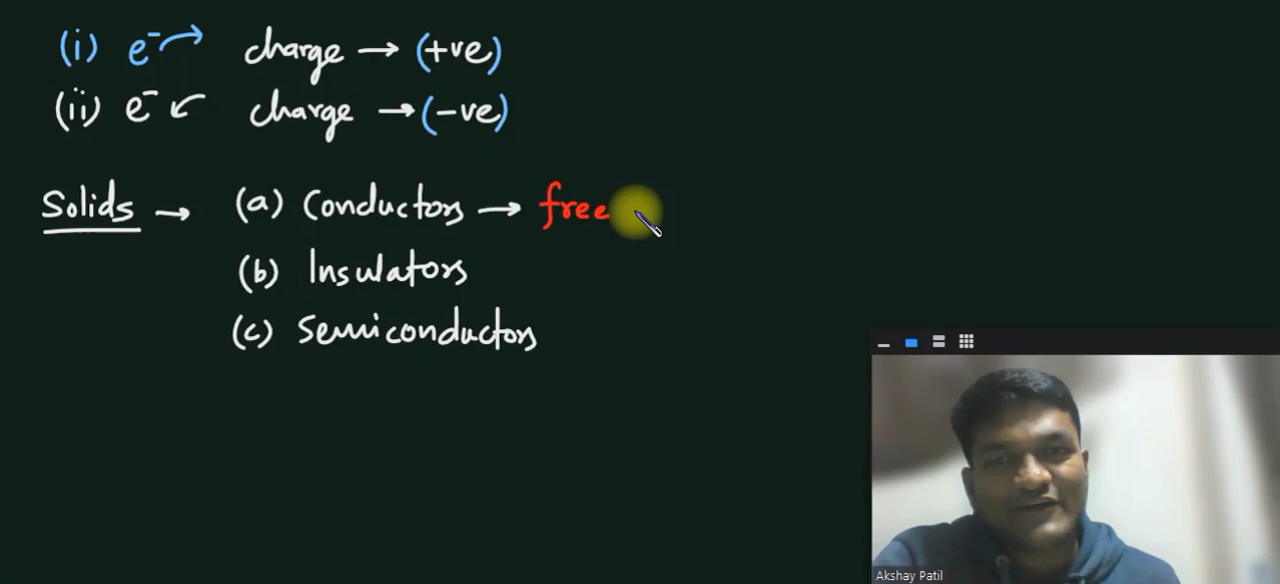 (i) e⁻ charge → (+ve)
(ii) e⁻ charge → (-ve)
Solids → (a) Conductors → free
(b) Insulators
(c) Semiconductors
Akshay Patil